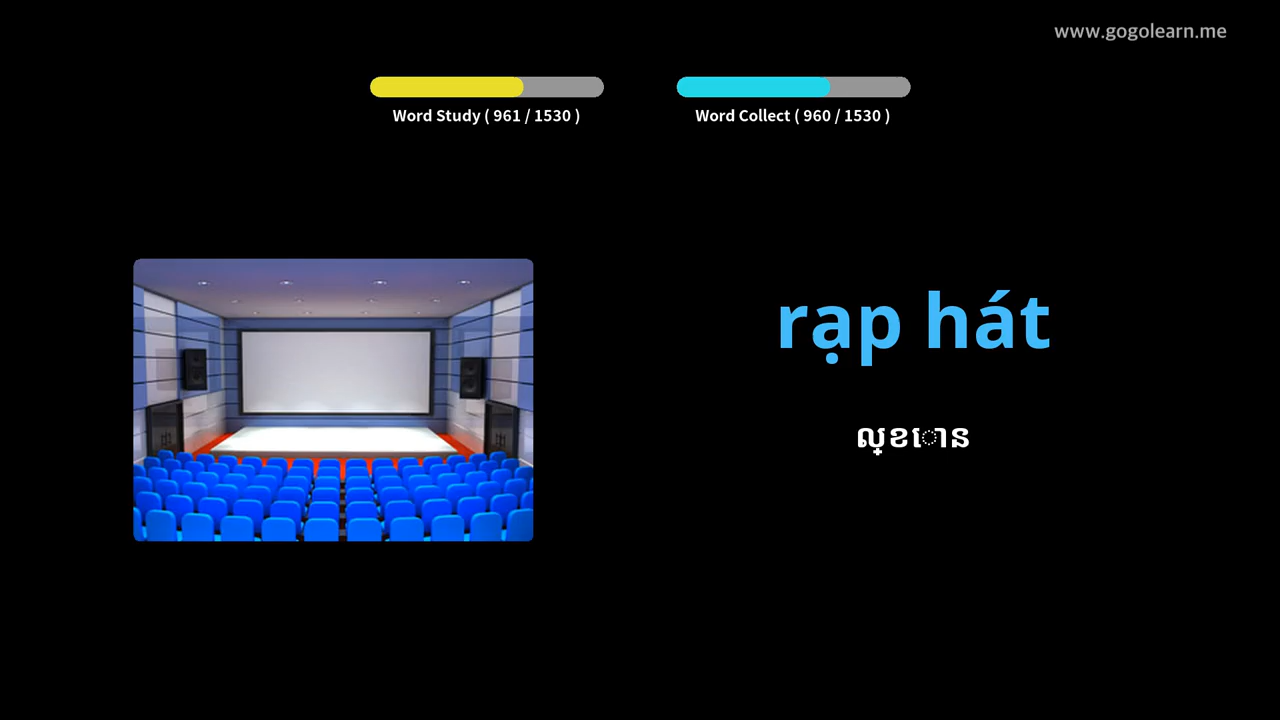 www.gogolearn.me
Word Study ( 961 / 1530 )
Word Collect ( 960 / 1530 )
rạp hát
ល្ខោន